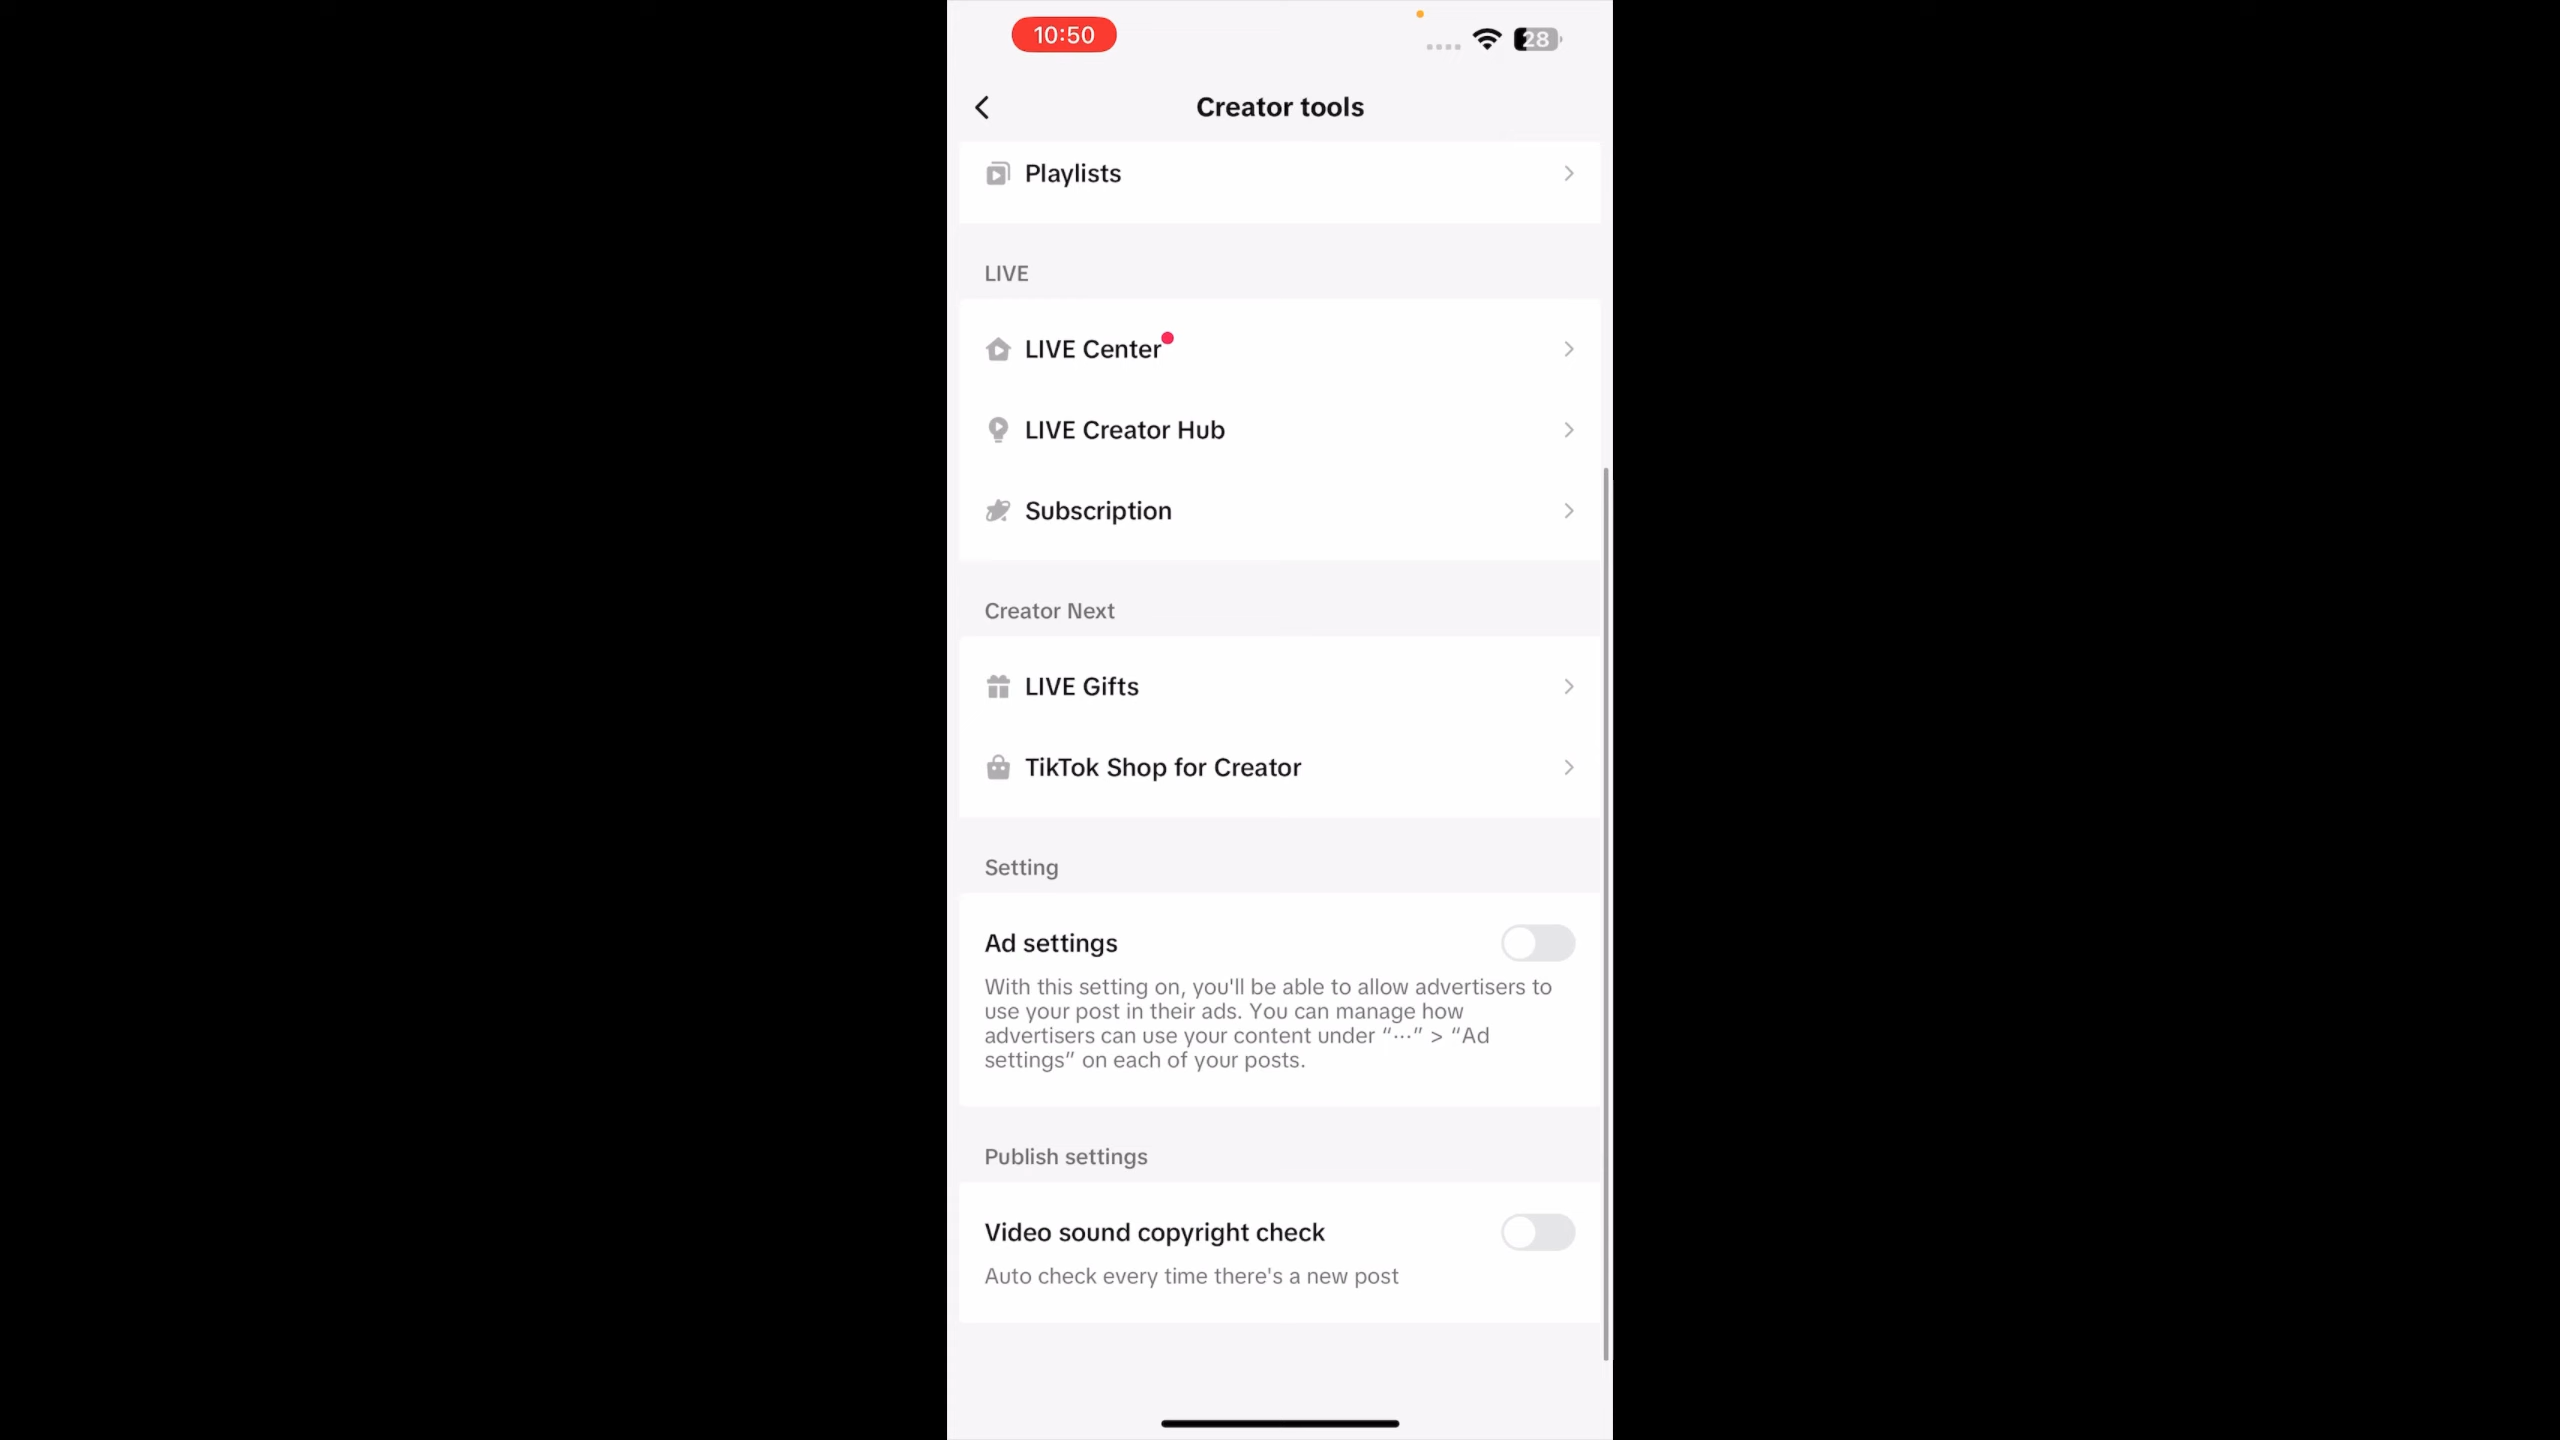 10:50
28
Creator tools
Playlists
LIVE
LIVE Center
LIVE Creator Hub
Subscription
Creator Next
LIVE Gifts
TikTok Shop for Creator
Setting
Ad settings
With this setting on, you'll be able to allow advertisers to
use your post in their ads. You can manage how
advertisers can use your content under “···” > “Ad
settings” on each of your posts.
Publish settings
Video sound copyright check
Auto check every time there's a new post